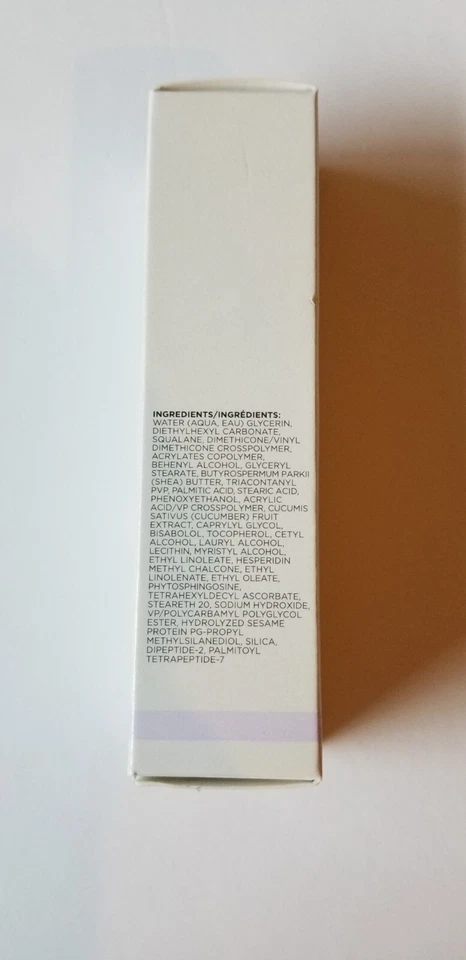 INGREDIENTS/INGRÉDIENTS:
WATER (AQUA, EAU) GLYCERIN,
DIETHYLHEXYL CARBONATE,
SQUALANE, DIMETHICONE/VINYL
DIMETHICONE CROSSPOLYMER,
ACRYLATES COPOLYMER,
BEHENYL ALCOHOL, GLYCERYL
STEARATE, BUTYROSPERMUM PARKII
(SHEA) BUTTER, TRIACONTANYL
PVP, PALMITIC ACID, STEARIC ACID,
PHENOXYETHANOL, ACRYLIC
ACID/VP CROSSPOLYMER, CUCUMIS
SATIVUS (CUCUMBER) FRUIT
EXTRACT, CAPRYLYL GLYCOL,
BISABOLOL, TOCOPHEROL, CETYL
ALCOHOL, LAURYL ALCOHOL,
LECITHIN, MYRISTYL ALCOHOL,
ETHYL LINOLEATE, HESPERIDIN
METHYL CHALCONE, ETHYL
LINOLENATE, ETHYL OLEATE,
PHYTOSPHINGOSINE,
TETRAHEXYLDECYL ASCORBATE,
STEARETH 20, SODIUM HYDROXIDE,
VP/POLYCARBAMYL POLYGLYCOL
ESTER, HYDROLYZED SESAME
PROTEIN PG-PROPYL
METHYLSILANEDIOL, SILICA,
DIPEPTIDE-2, PALMITOYL
TETRAPEPTIDE-7